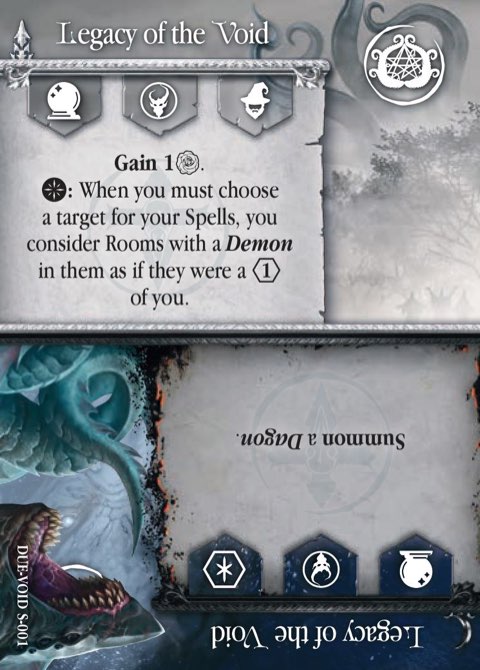 Legacy of the Void
Gain 1.
: When you must choose
a target for your Spells, you
consider Rooms with a Demon
in them as if they were a 1
of you.
Summon a Dagon.
Legacy of the Void
DUE-VOID S-001